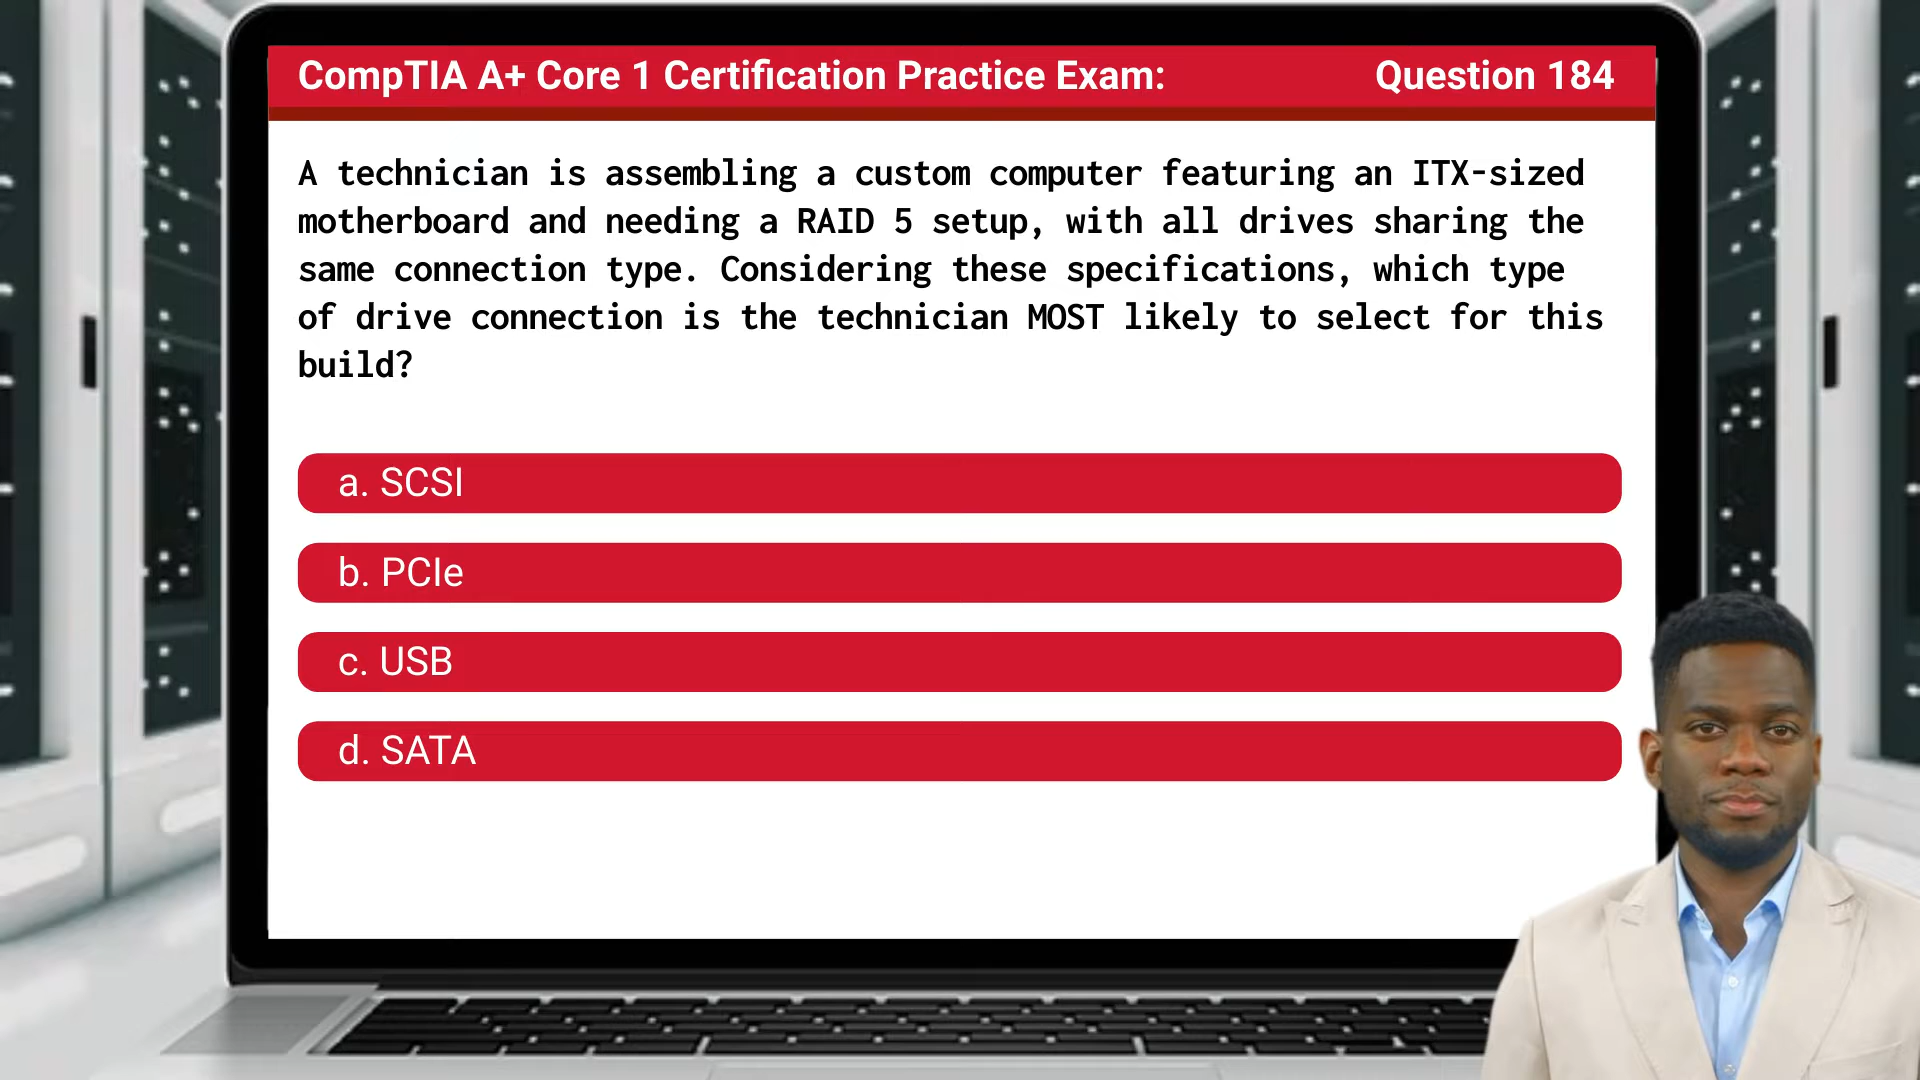 CompTIA A+ Core 1 Certification Practice Exam: Question 184
A technician is assembling a custom computer featuring an ITX-sized
motherboard and needing a RAID 5 setup, with all drives sharing the
same connection type. Considering these specifications, which type
of drive connection is the technician MOST likely to select for this
build?
a. SCSI
b. PCIe
c. USB
d. SATA